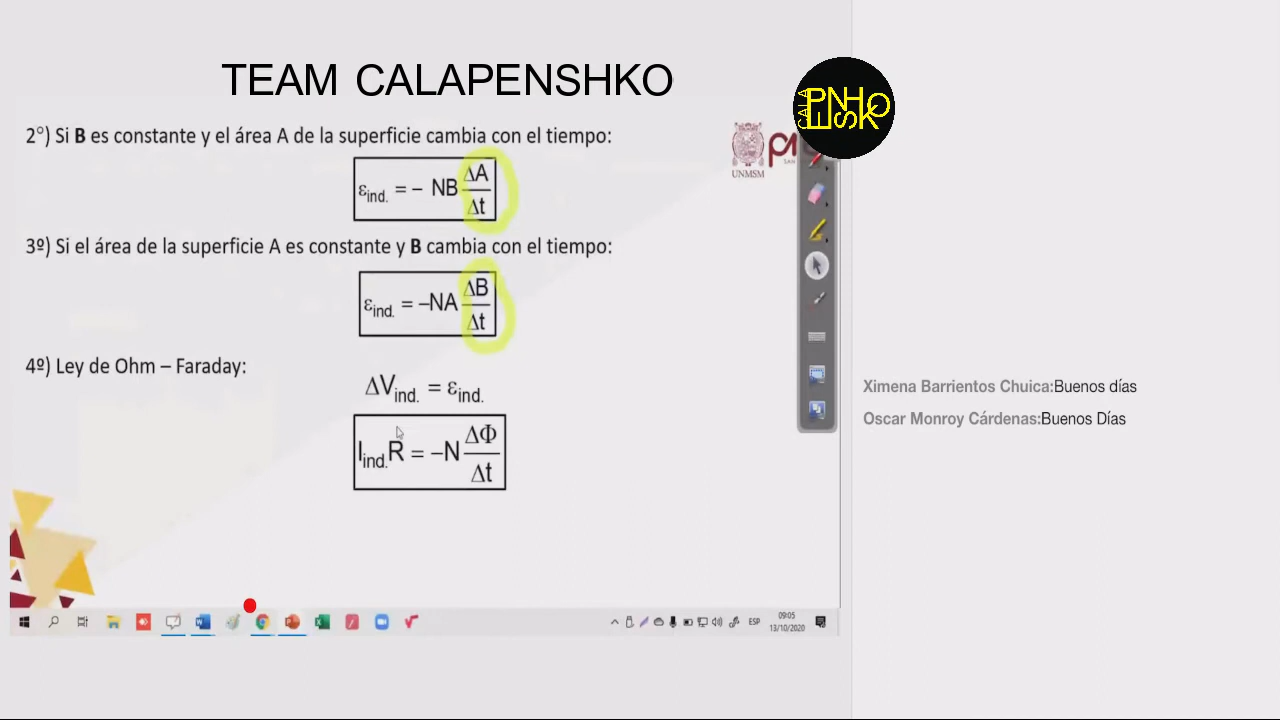 TEAM CALAPENSHKO
CALA
PENSHKO
2°) Si B es constante y el área A de la superficie cambia con el tiempo:
UNMSM
εind. = – NB ΔA/Δt
3º) Si el área de la superficie A es constante y B cambia con el tiempo:
εind. = –NA ΔB/Δt
4º) Ley de Ohm – Faraday:
ΔVind. = εind.
Iind.R = –N ΔΦ/Δt
Ximena Barrientos Chuica:Buenos días
Oscar Monroy Cárdenas:Buenos Días
ESP
09:05
13/10/2020